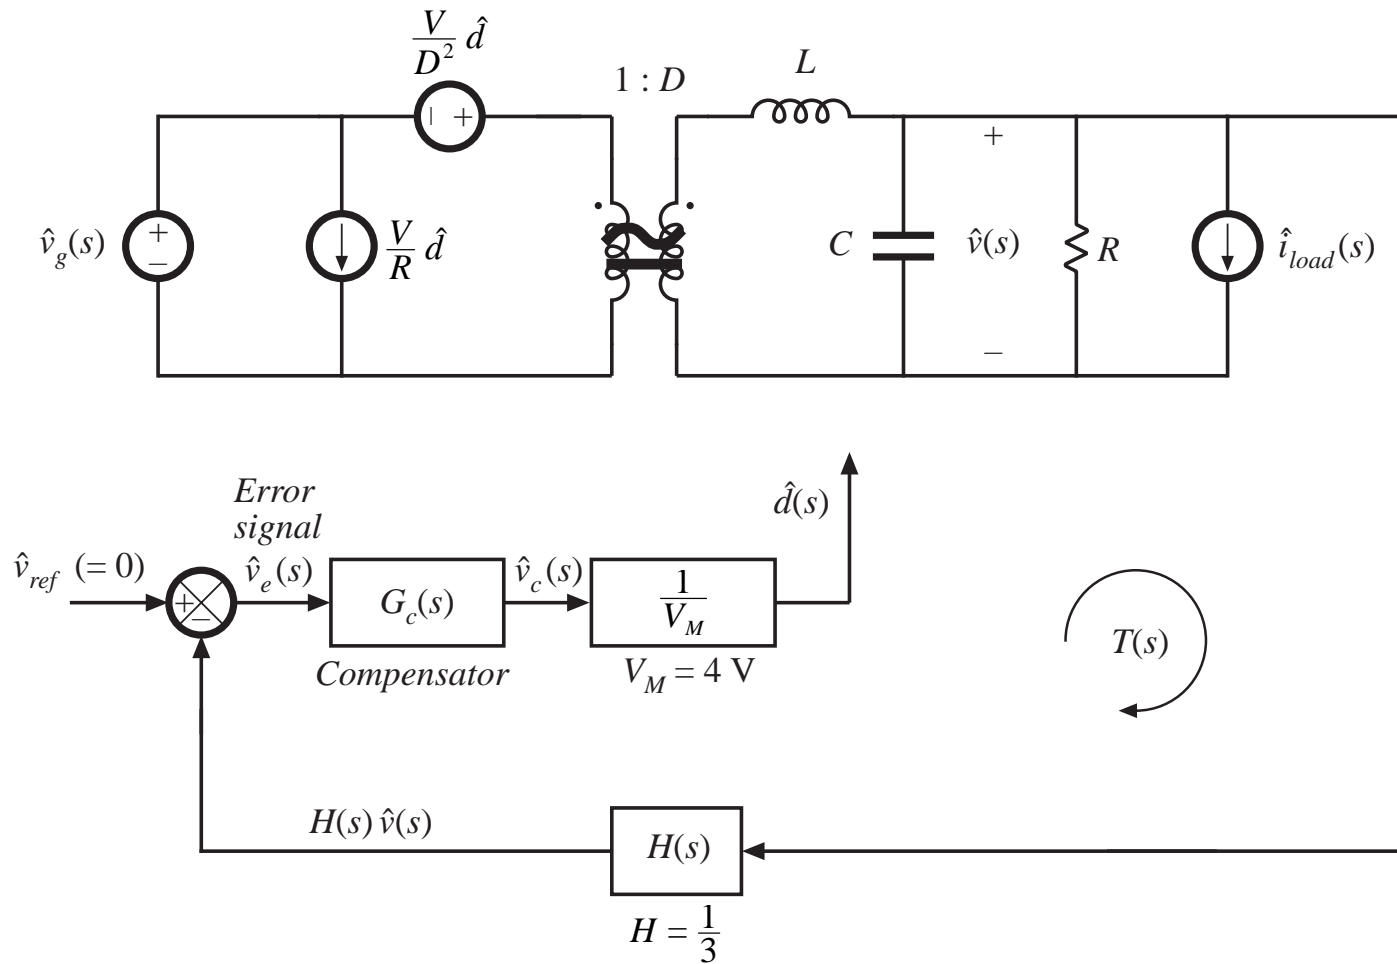 V/D² d̂
1 : D
L
+
− +
v̂g(s)
+
−
V/R d̂
C
v̂(s)
R
îload(s)
−
Error
signal
d̂(s)
v̂ref (= 0)
v̂e(s)
v̂c(s)
+
−
Gc(s)
1/VM
T(s)
Compensator
VM = 4 V
H(s) v̂(s)
H(s)
H = 1/3